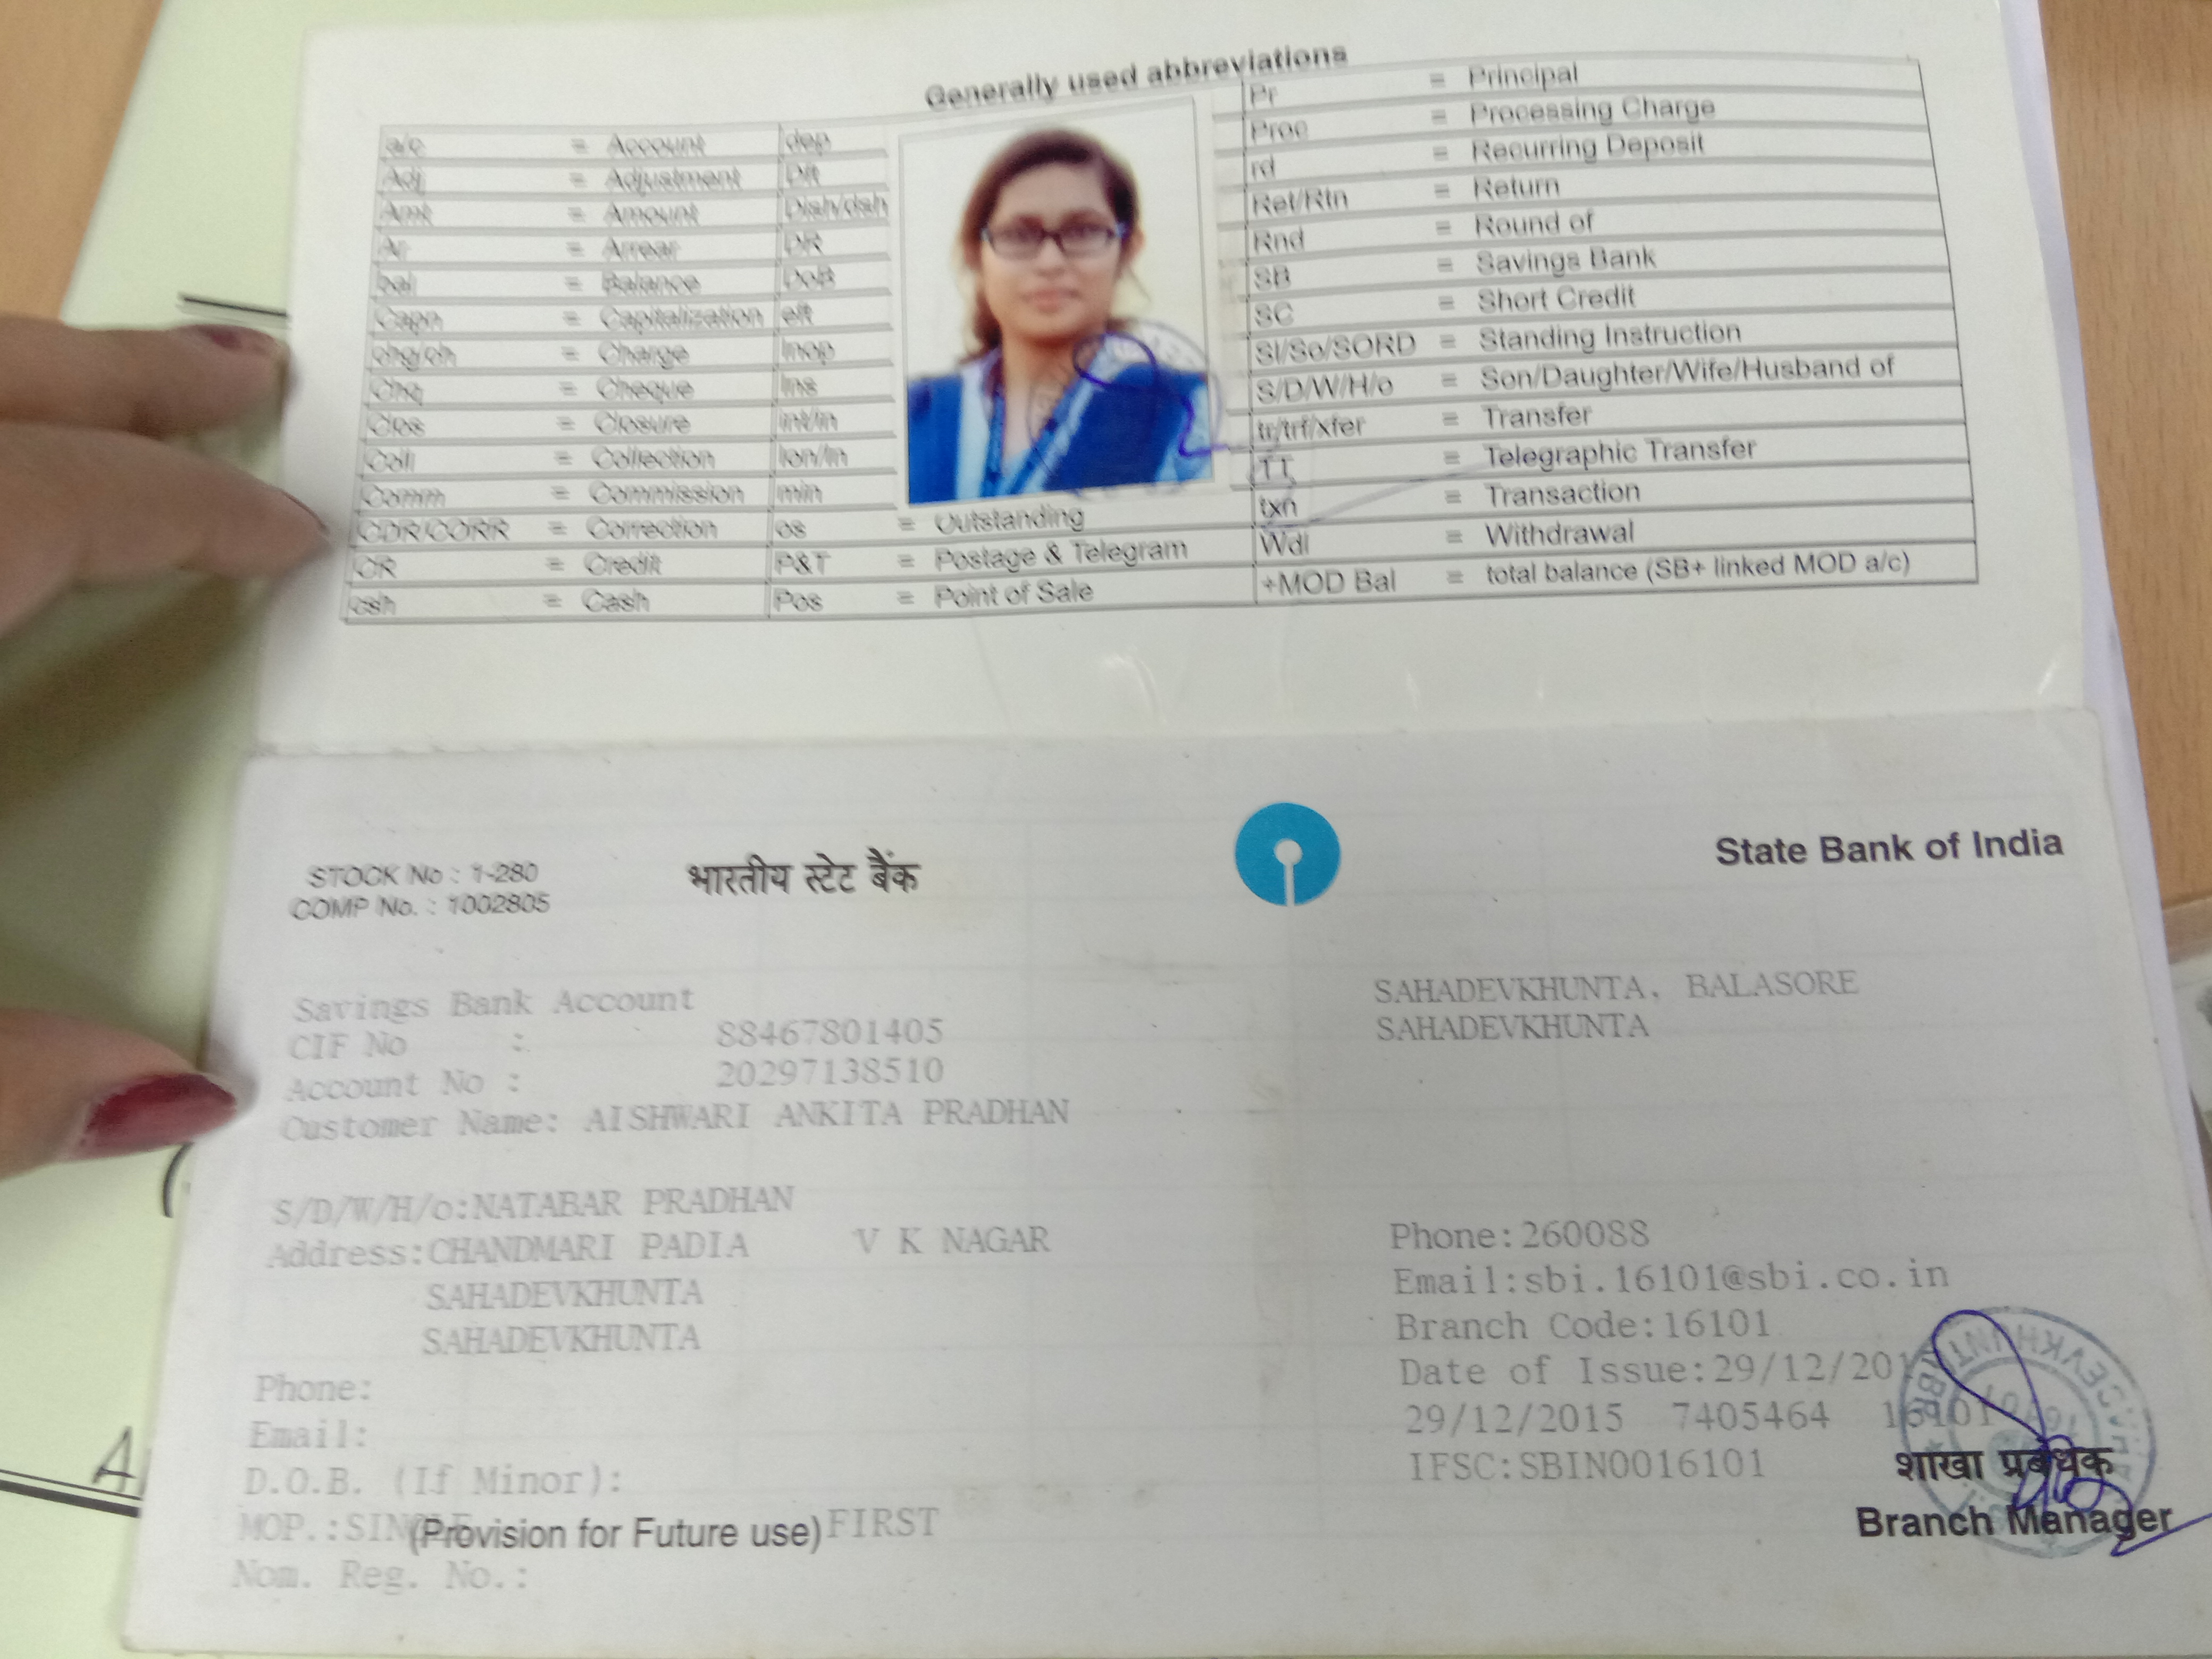 Generally used abbreviations
a/c = Account dep Pr = Principal
Adj = Adjustment Dft Proc = Processing Charge
Amt = Amount Dish/dsh rd = Recurring Deposit
Ar = Arrear DR Ret/Rtn = Return
bal = Balance DoB Rnd = Round of
Capn = Capitalization eft SB = Savings Bank
chg/ch = Charge Inop SC = Short Credit
Chq = Cheque Ins SI/So/SORD = Standing Instruction
Clos = Closure int/in S/D/W/H/o = Son/Daughter/Wife/Husband of
Coll = Collection lon/ln tr/trf/xfer = Transfer
Comm = Commission min TT = Telegraphic Transfer
CDR/CORR = Correction os = Outstanding txn = Transaction
CR = Credit P&T = Postage & Telegram Wdl = Withdrawal
csh = Cash Pos = Point of Sale +MOD Bal = total balance (SB+ linked MOD a/c)
STOCK No : 1-280
COMP No. : 1002805
भारतीय स्टेट बैंक
State Bank of India
Savings Bank Account
CIF No : 88467801405
Account No : 20297138510
Customer Name: AISHWARI ANKITA PRADHAN
S/D/W/H/o:NATABAR PRADHAN
Address:CHANDMARI PADIA V K NAGAR
SAHADEVKHUNTA
SAHADEVKHUNTA
Phone:
Email:
D.O.B. (If Minor):
MOP.:SINGLE FIRST
(Provision for Future use)
Nom. Reg. No.:
SAHADEVKHUNTA, BALASORE
SAHADEVKHUNTA
Phone:260088
Email:sbi.16101@sbi.co.in
Branch Code:16101
Date of Issue:29/12/201
29/12/2015 7405464 16101
IFSC:SBIN0016101
शाखा प्रबंधक
Branch Manager